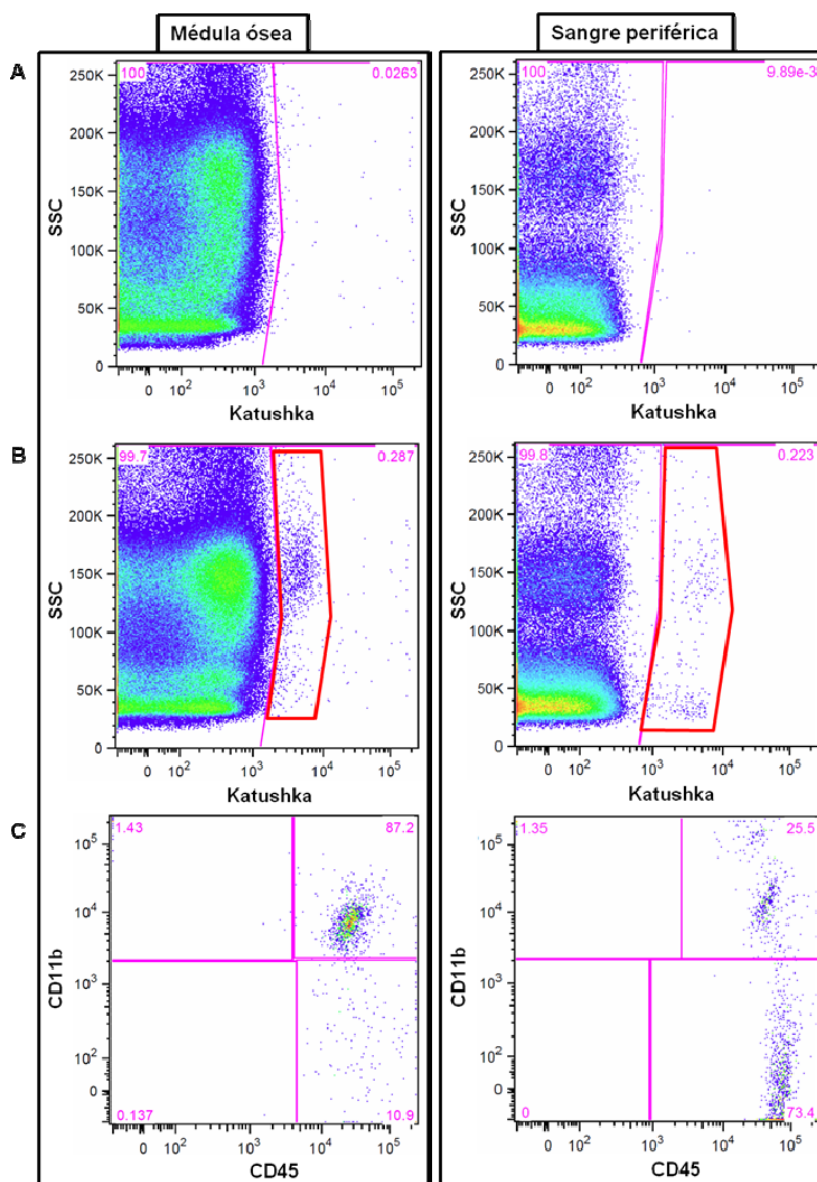 Médula ósea
Sangre periférica
A
250K
200K
150K
100K
50K
0
SSC
100
0.0263
0 10² 10³ 10⁴ 10⁵
Katushka
250K
200K
150K
100K
50K
0
SSC
100
9.89e-3
0 10² 10³ 10⁴ 10⁵
Katushka
B
250K
200K
150K
100K
50K
0
SSC
99.7
0.287
0 10² 10³ 10⁴ 10⁵
Katushka
250K
200K
150K
100K
50K
0
SSC
99.8
0.223
0 10² 10³ 10⁴ 10⁵
Katushka
C
10⁵
10⁴
10³
10²
0
CD11b
1.43
87.2
0.137
10.9
0 10² 10³ 10⁴ 10⁵
CD45
10⁵
10⁴
10³
10²
0
CD11b
1.35
25.5
0
73.4
0 10² 10³ 10⁴ 10⁵
CD45